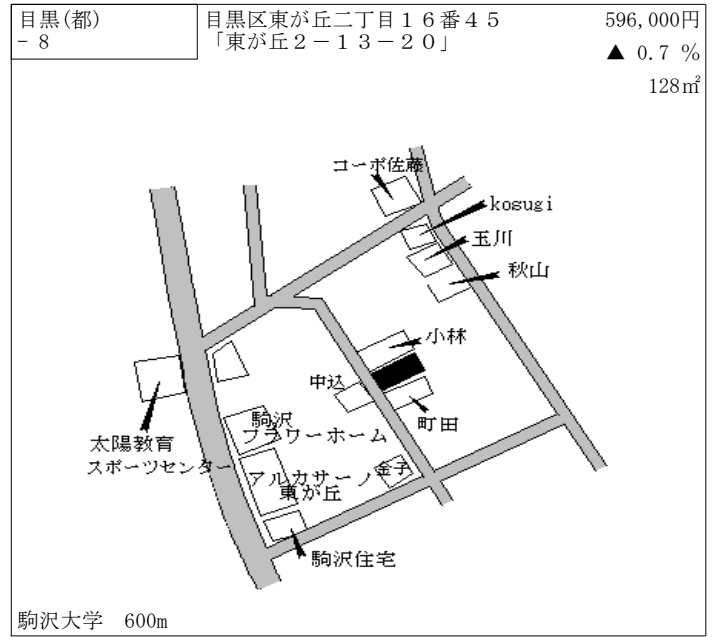 目黒(都)
－８
目黒区東が丘二丁目１６番４５
「東が丘２－１３－２０」
596,000円
▲ 0.7 %
128㎡
コーポ佐藤
kosugi
玉川
秋山
小林
中込
町田
駒沢
フラワーホーム
太陽教育
スポーツセンター
アルカサーノ
東が丘
金子
駒沢住宅
駒沢大学　600m